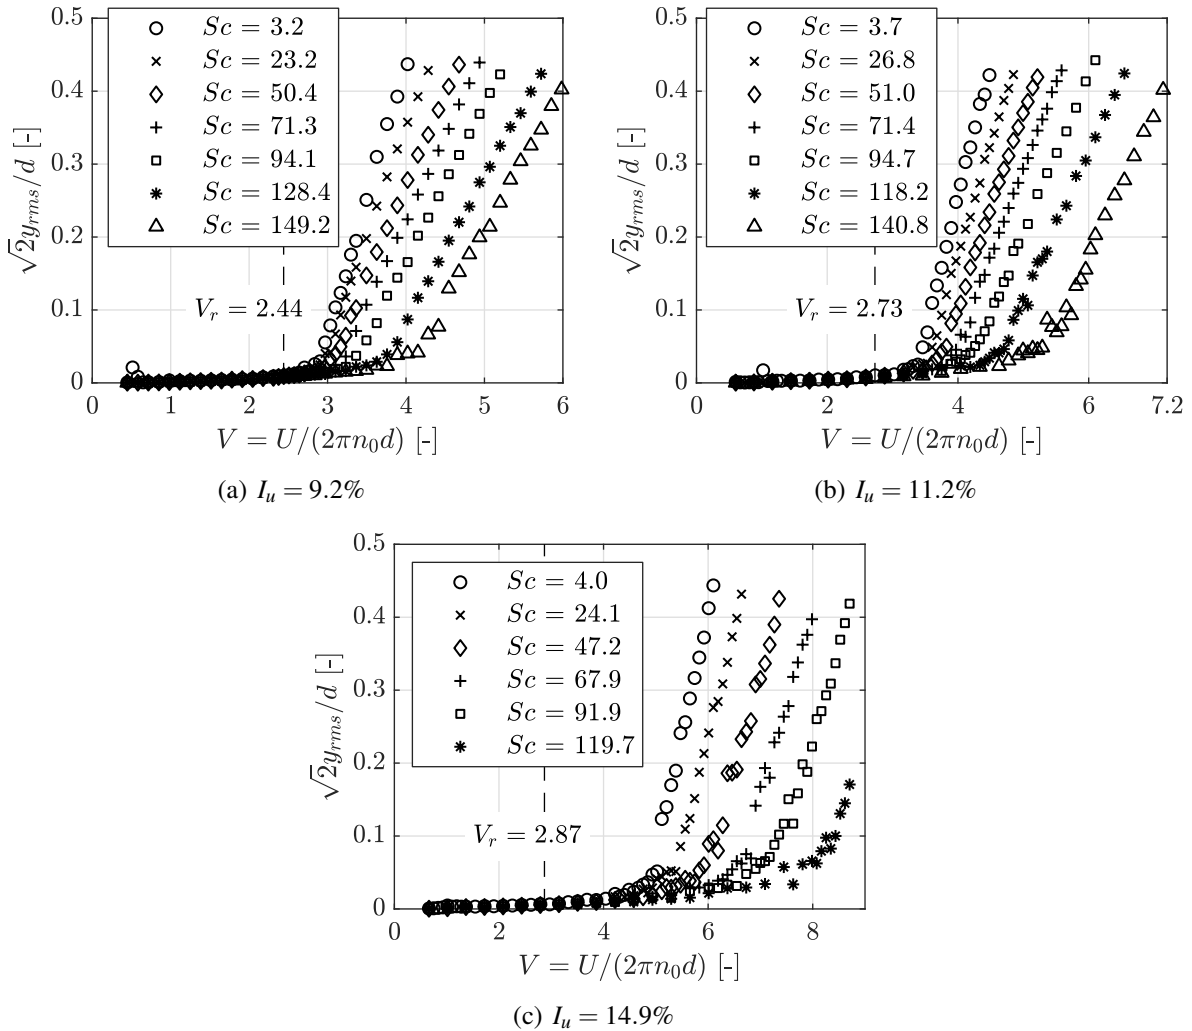 0.5
0.4
0.3
0.2
0.1
0
√2y_{rms}/d [-]
Sc = 3.2
Sc = 23.2
Sc = 50.4
Sc = 71.3
Sc = 94.1
Sc = 128.4
Sc = 149.2
V_r = 2.44
0 1 2 3 4 5 6
V = U/(2πn_0d) [-]
(a) I_u = 9.2%
0.5
0.4
0.3
0.2
0.1
0
√2y_{rms}/d [-]
Sc = 3.7
Sc = 26.8
Sc = 51.0
Sc = 71.4
Sc = 94.7
Sc = 118.2
Sc = 140.8
V_r = 2.73
0 2 4 6 7.2
V = U/(2πn_0d) [-]
(b) I_u = 11.2%
0.5
0.4
0.3
0.2
0.1
0
√2y_{rms}/d [-]
Sc = 4.0
Sc = 24.1
Sc = 47.2
Sc = 67.9
Sc = 91.9
Sc = 119.7
V_r = 2.87
0 2 4 6 8
V = U/(2πn_0d) [-]
(c) I_u = 14.9%